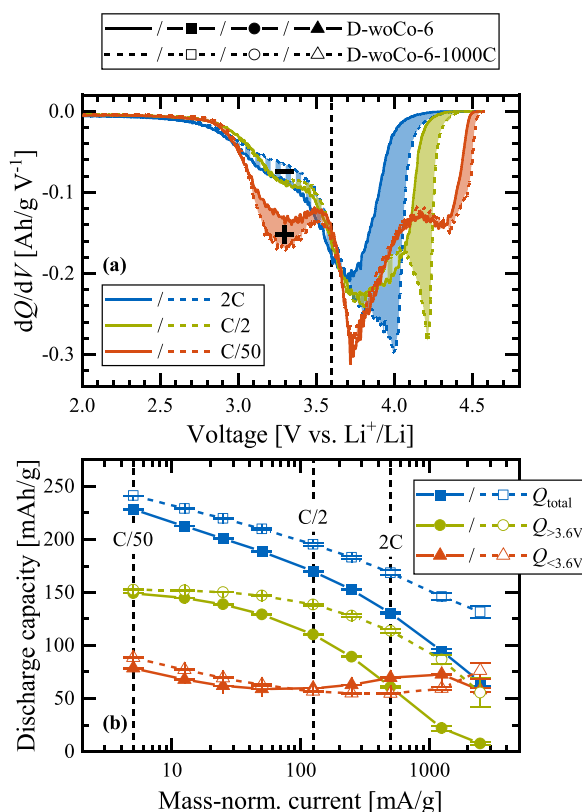 / / / D-woCo-6
/ / / D-woCo-6-1000C
0.0
-0.1
-0.2
-0.3
dQ/dV [Ah/g V⁻¹]
(a)
/ 2C
/ C/2
/ C/50
2.0 2.5 3.0 3.5 4.0 4.5
Voltage [V vs. Li⁺/Li]
250
200
150
100
50
0
Discharge capacity [mAh/g]
C/50
C/2
2C
/ Q total
/ Q >3.6V
/ Q <3.6V
(b)
10 100 1000
Mass-norm. current [mA/g]